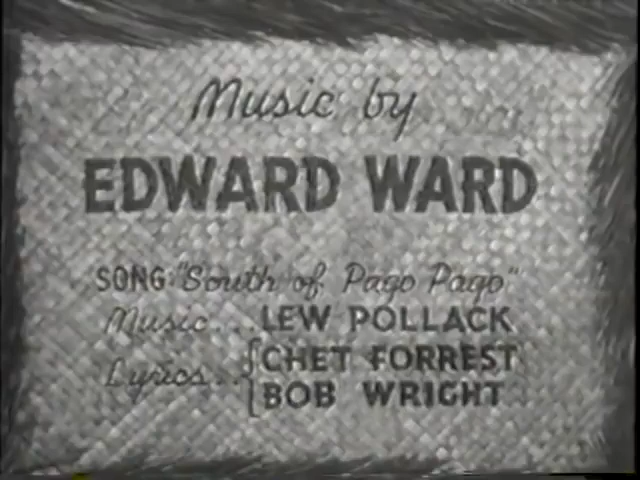 Music by
EDWARD WARD
SONG: "South of Pago Pago"
Music...LEW POLLACK
Lyrics..{CHET FORREST
BOB WRIGHT